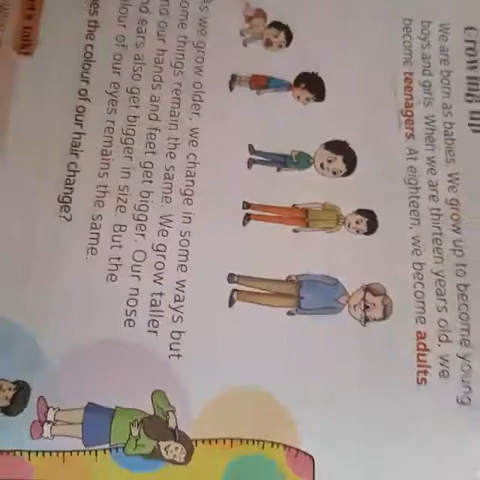 Growing up
We are born as babies. We grow up to become young
boys and girls. When we are thirteen years old, we
become teenagers. At eighteen, we become adults
As we grow older, we change in some ways but
some things remain the same. We grow taller
and our hands and feet get bigger. Our nose
and ears also get bigger in size. But the
colour of our eyes remains the same.
es the colour of our hair change?